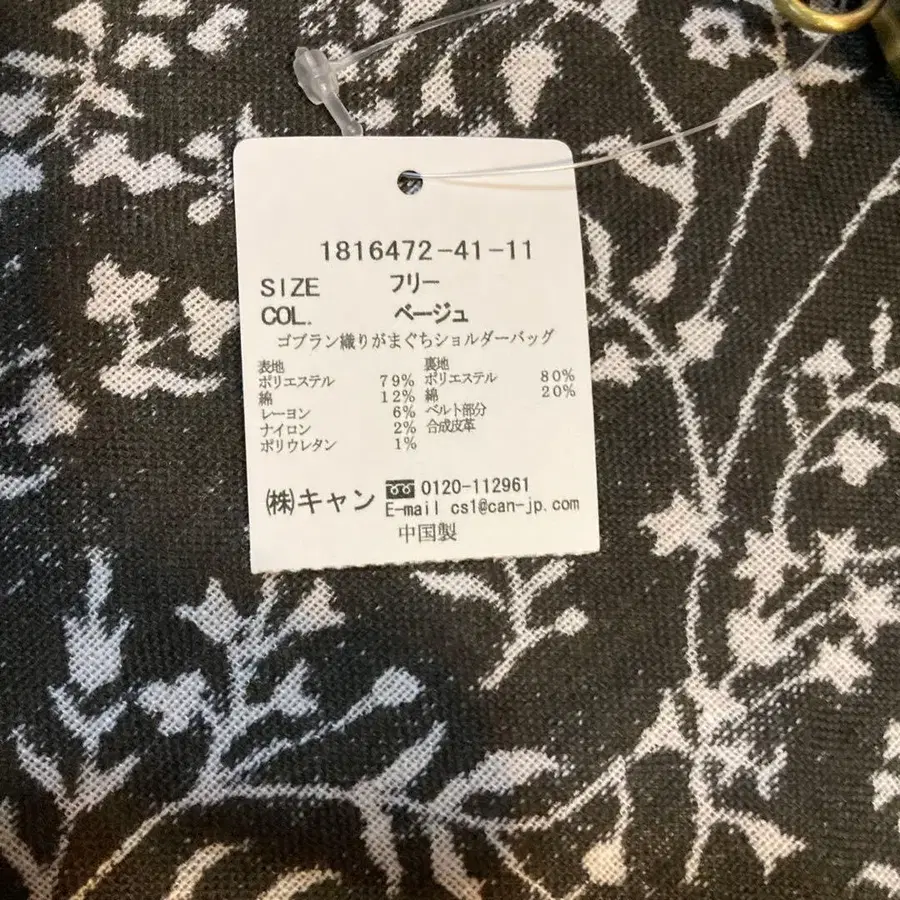 1816472-41-11
SIZE フリー
COL. ベージュ
ゴブラン織りがまぐちショルダーバッグ
表地 裏地
ポリエステル 79% ポリエステル 80%
綿 12% 綿 20%
レーヨン 6% ベルト部分
ナイロン 2% 合成皮革
ポリウレタン 1%
㈱キャン 0120-112961
E-mail cs1@can-jp.com
中国製